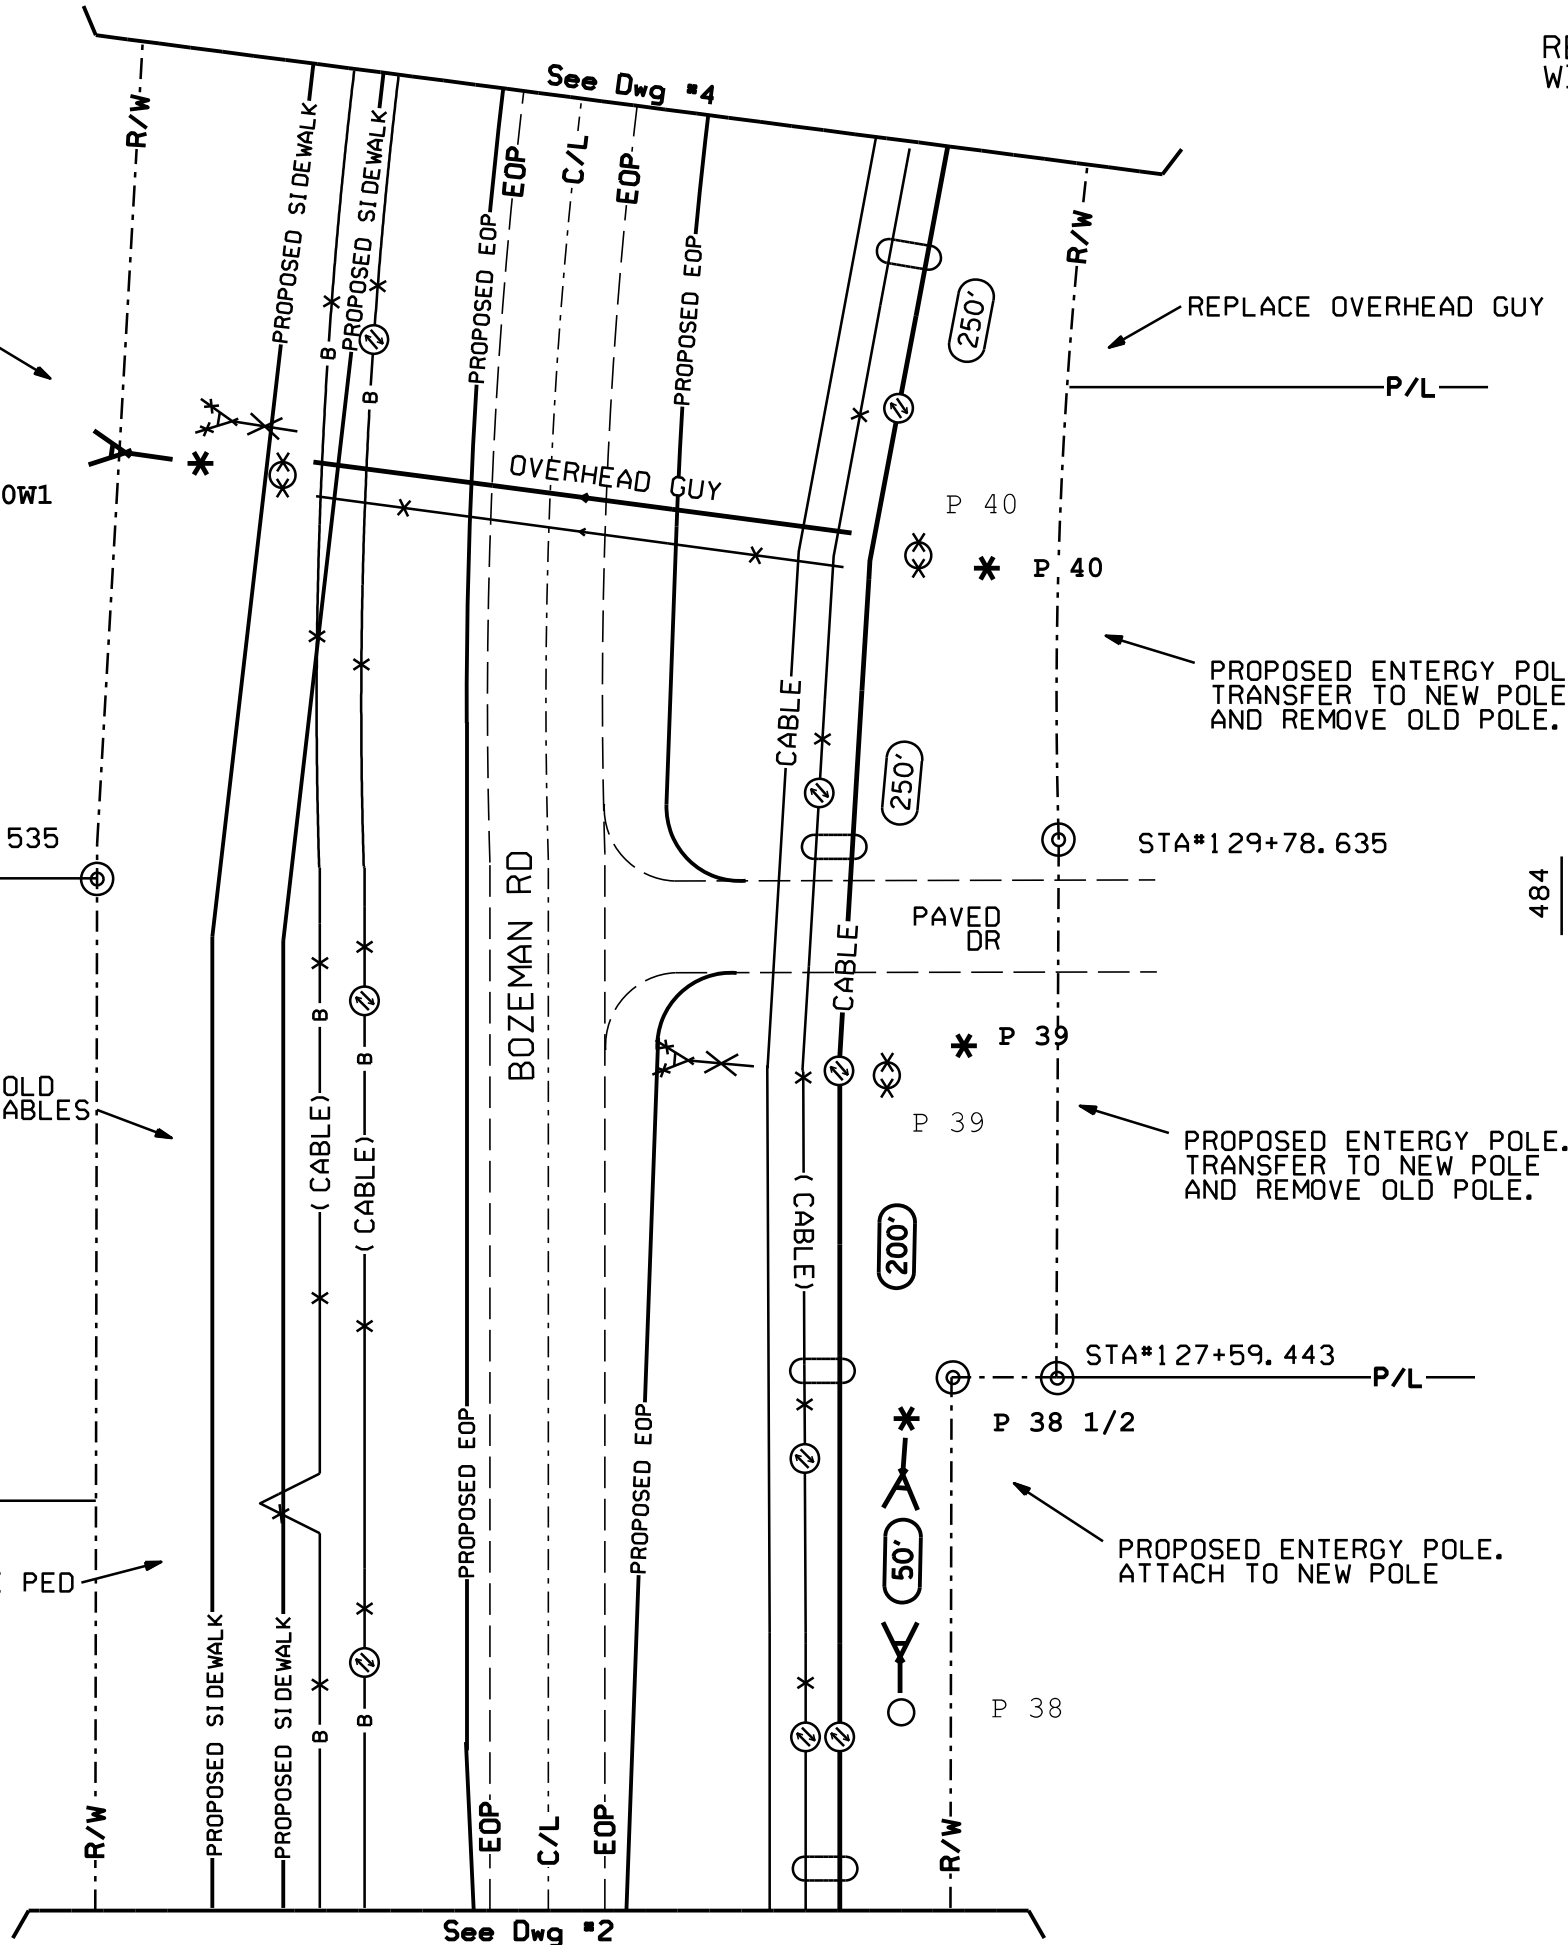 See Dwg #4
RE
R/W
PROPOSED SIDEWALK
PROPOSED SIDEWALK
EOP
C/L
EOP
PROPOSED EOP
PROPOSED EOP
R/W
250'
REPLACE OVERHEAD GUY
P/L
B
B
OVERHEAD GUY
0W1
P 40
P 40
PROPOSED ENTERGY POL
TRANSFER TO NEW POLE
AND REMOVE OLD POLE.
CABLE
250'
535
STA#129+78.635
BOZEMAN RD
484
PAVED
DR
CABLE
B
B
P 39
P 39
OLD
ABLES
(CABLE)
(CABLE)
(CABLE)
PROPOSED ENTERGY POLE.
TRANSFER TO NEW POLE
AND REMOVE OLD POLE.
200'
STA#127+59.443
P/L
P 38 1/2
PROPOSED EOP
PROPOSED EOP
50'
PROPOSED ENTERGY POLE.
ATTACH TO NEW POLE
PED
PROPOSED SIDEWALK
PROPOSED SIDEWALK
B
B
P 38
R/W
EOP
C/L
EOP
R/W
See Dwg #2